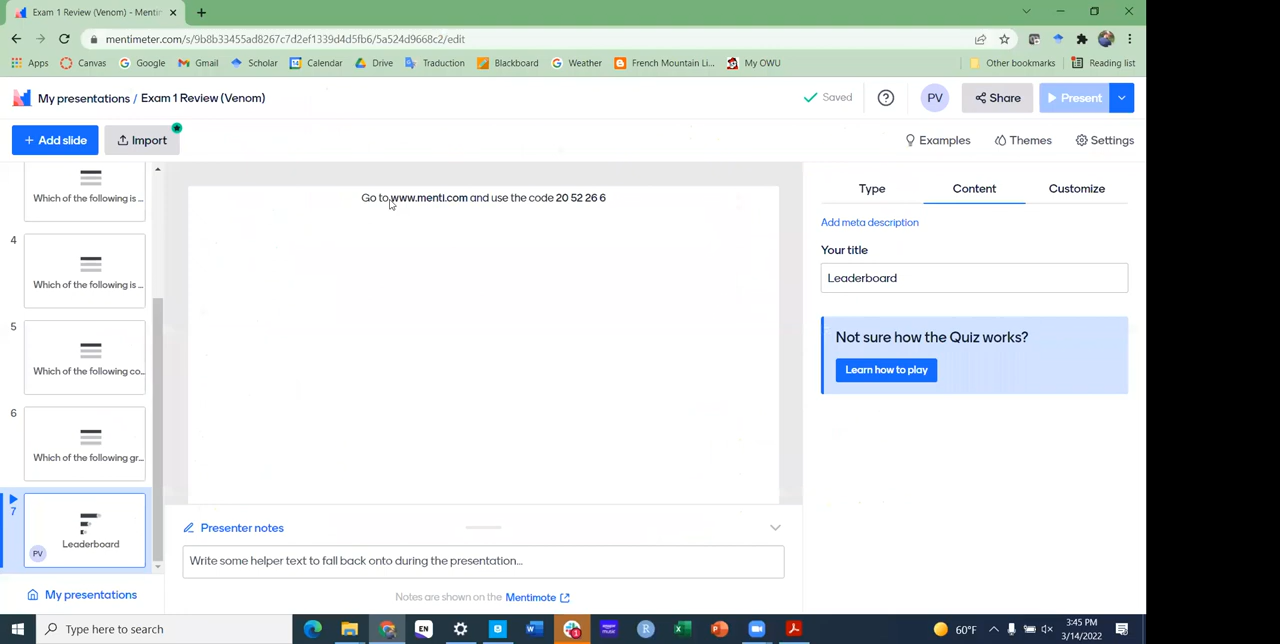 Exam 1 Review (Venom) - Menti
mentimeter.com/s/9b8b33455ad8267c7d2ef1339d4d5fb6/5a524d9668c2/edit
Apps Canvas Google Gmail Scholar Calendar Drive Traduction Blackboard Weather French Mountain Li... My OWU Other bookmarks Reading list
My presentations / Exam 1 Review (Venom) Saved PV Share Present
+ Add slide Import Examples Themes Settings
Which of the following is ...
4
Which of the following is ...
5
Which of the following co...
6
Which of the following gr...
7
PV
Leaderboard
My presentations
Go to www.menti.com and use the code 20 52 26 6
Presenter notes
Write some helper text to fall back onto during the presentation...
Notes are shown on the Mentimote
Type Content Customize
Add meta description
Your title
Leaderboard
Not sure how the Quiz works?
Learn how to play
Type here to search
EN
60°F
3:45 PM
3/14/2022